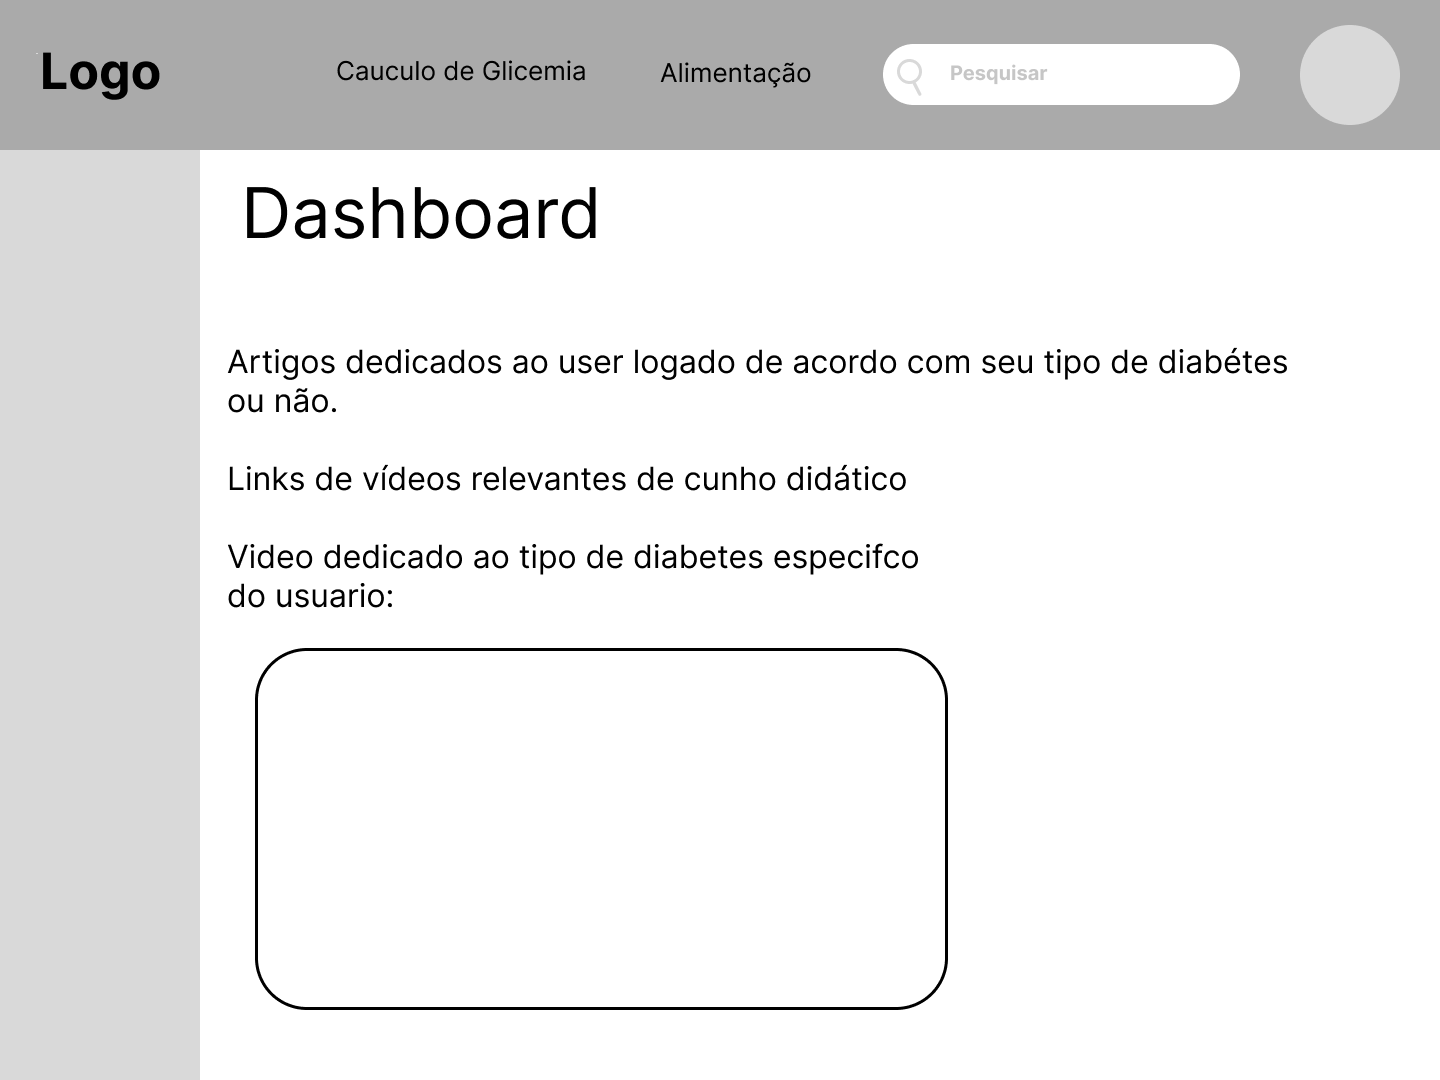 Logo
Cauculo de Glicemia
Alimentação
Pesquisar
Dashboard
Artigos dedicados ao user logado de acordo com seu tipo de diabétes
ou não.
Links de vídeos relevantes de cunho didático
Video dedicado ao tipo de diabetes especifco
do usuario: